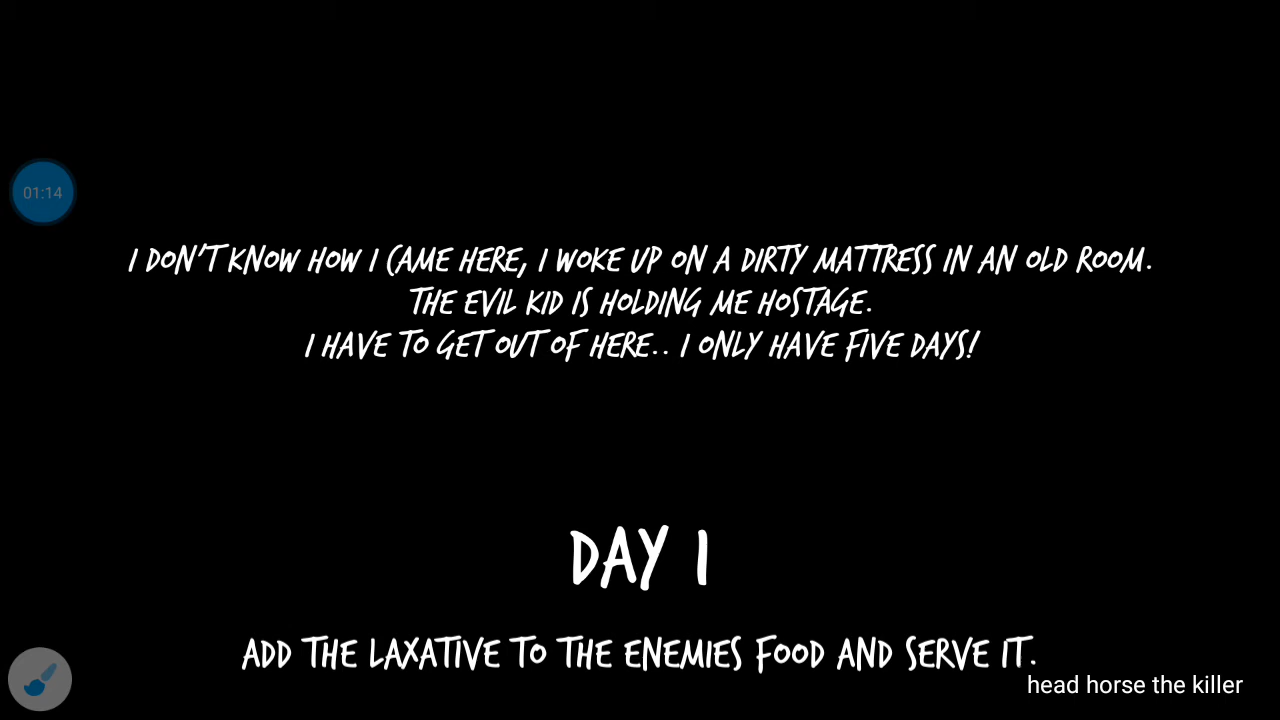 01:14
I DON'T KNOW HOW I CAME HERE, I WOKE UP ON A DIRTY MATTRESS IN AN OLD ROOM.
THE EVIL KID IS HOLDING ME HOSTAGE.
I HAVE TO GET OUT OF HERE.. I ONLY HAVE FIVE DAYS!
DAY 1
ADD THE LAXATIVE TO THE ENEMIES FOOD AND SERVE IT.
head horse the killer